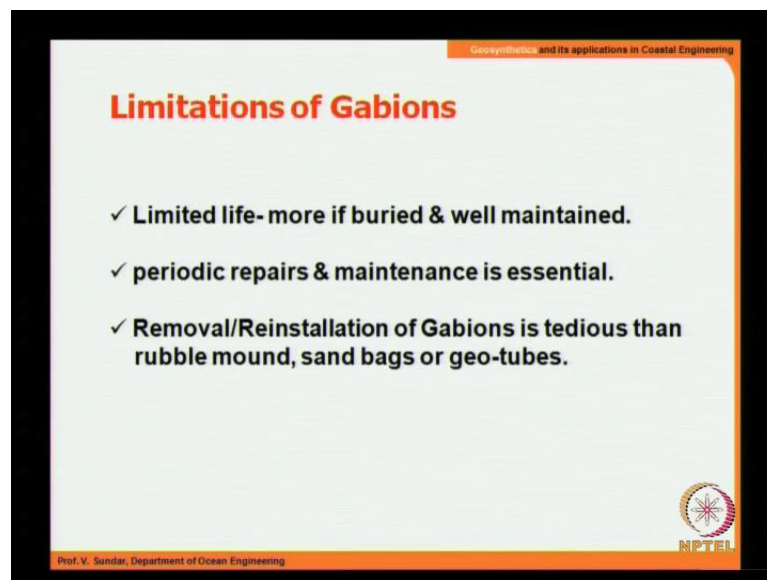 Geosynthetics and its applications in Coastal Engineering
Limitations of Gabions
✓ Limited life- more if buried & well maintained.
✓ periodic repairs & maintenance is essential.
✓ Removal/Reinstallation of Gabions is tedious than
rubble mound, sand bags or geo-tubes.
NPTEL
Prof. V. Sundar, Department of Ocean Engineering